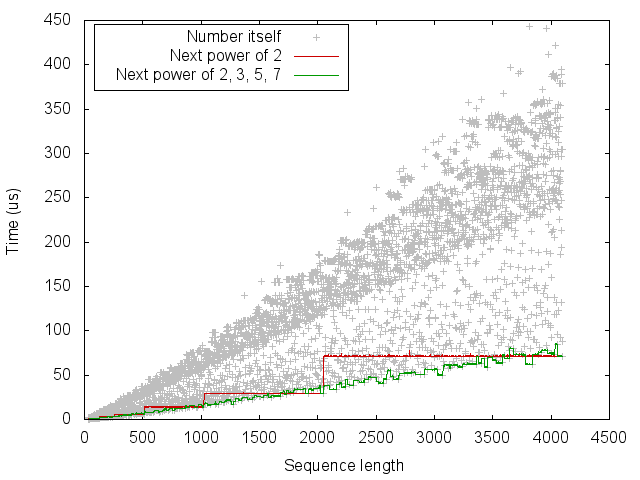 450
400
350
300
250
200
150
100
50
0
0 500 1000 1500 2000 2500 3000 3500 4000 4500
Time (us)
Sequence length
Number itself
Next power of 2
Next power of 2, 3, 5, 7